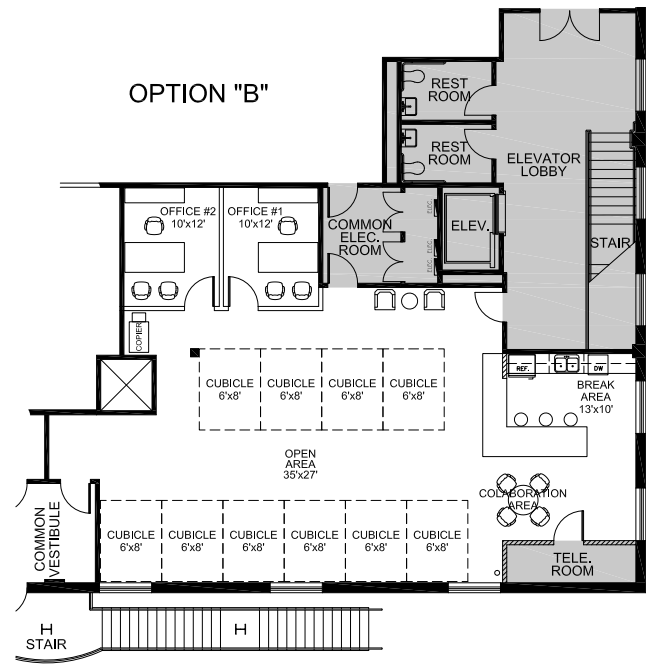 OPTION "B"
REST
ROOM
REST
ROOM
ELEVATOR
LOBBY
OFFICE #2
10'x12'
OFFICE #1
10'x12'
COMMON
ELEC.
ROOM
ELEC.
ELEC.
ELEC.
ELEV.
STAIR
COPIER
CUBICLE
6'x8'
CUBICLE
6'x8'
CUBICLE
6'x8'
CUBICLE
6'x8'
REF.
DW
BREAK
AREA
13'x10'
OPEN
AREA
35'x27'
COLABORATION
AREA
COMMON
VESTIBULE
CUBICLE
6'x8'
CUBICLE
6'x8'
CUBICLE
6'x8'
CUBICLE
6'x8'
CUBICLE
6'x8'
CUBICLE
6'x8'
TELE.
ROOM
H
STAIR
H